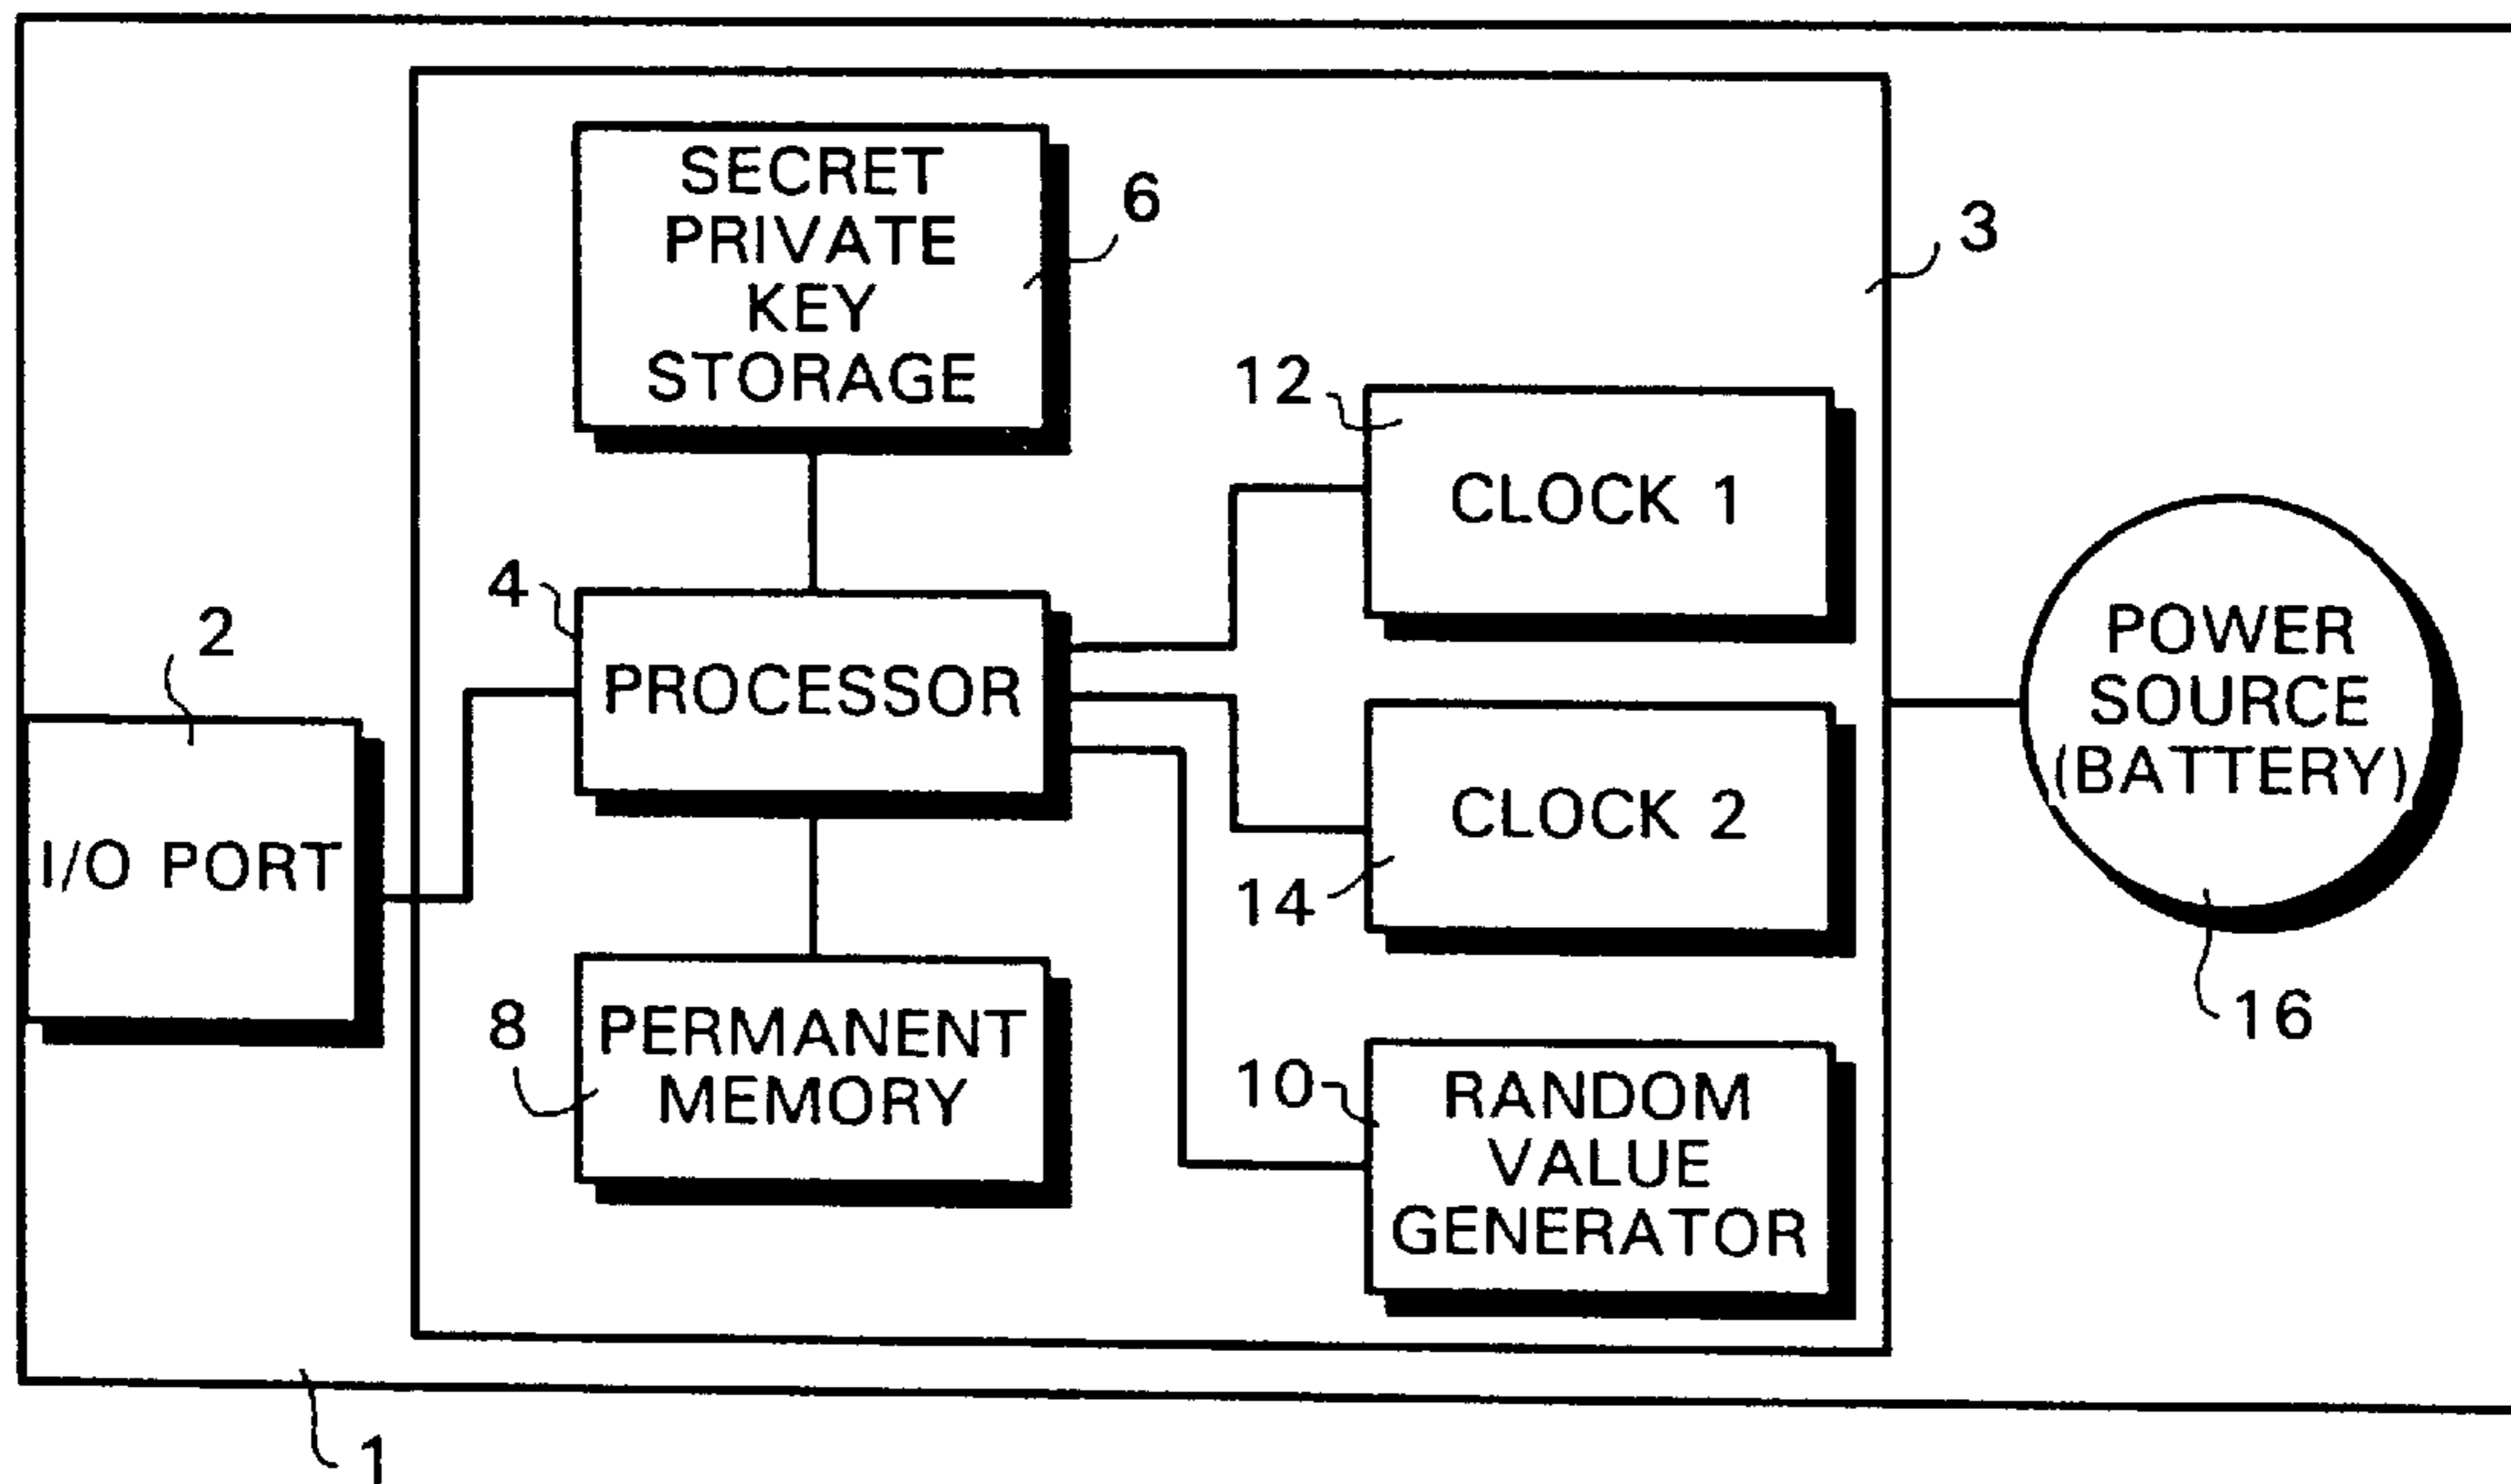 SECRET
PRIVATE
KEY
STORAGE
6
3
12
CLOCK 1
4
PROCESSOR
2
I/O PORT
POWER
SOURCE
(BATTERY)
CLOCK 2
14
16
8
PERMANENT
MEMORY
10
RANDOM
VALUE
GENERATOR
1